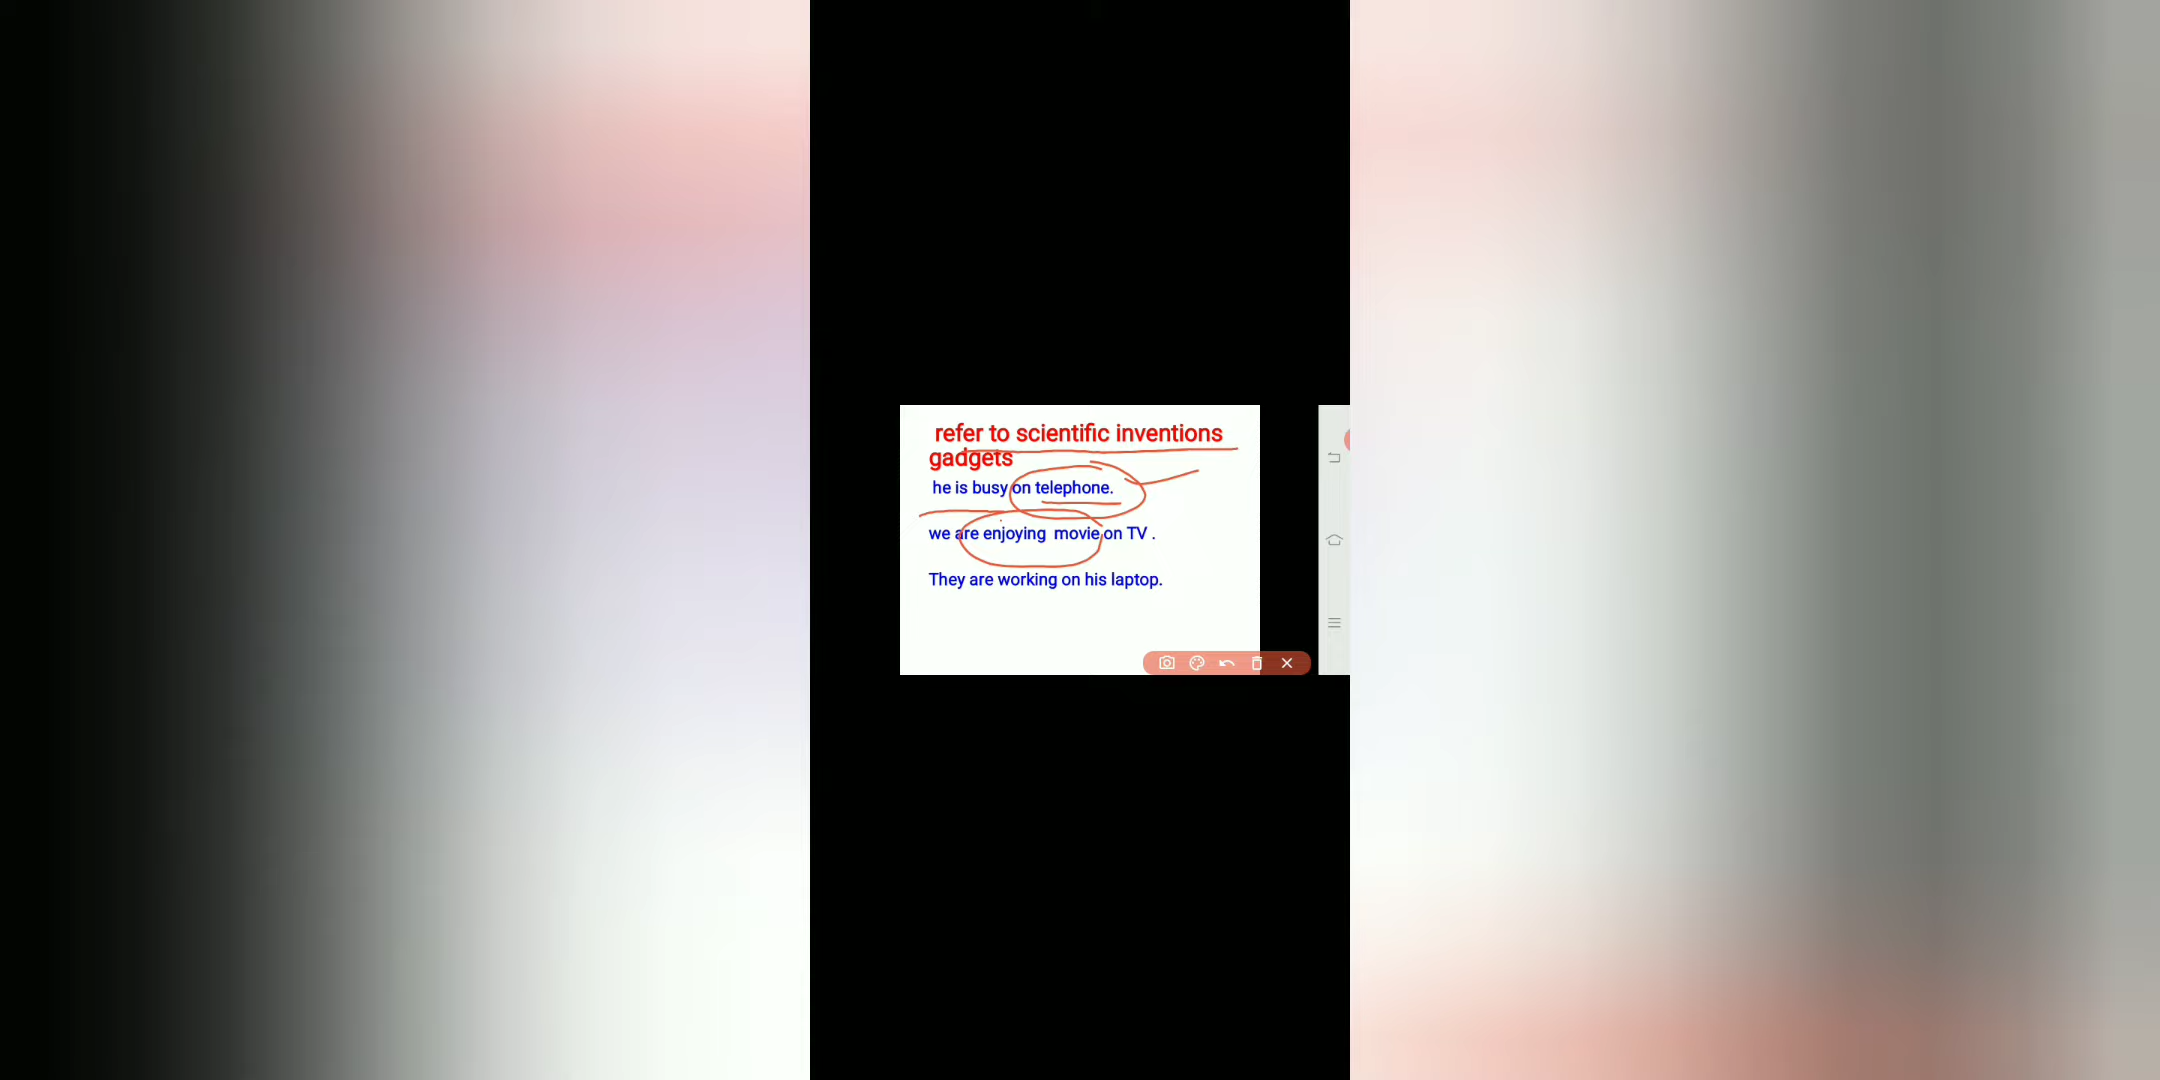 refer to scientific inventions
gadgets
he is busy on telephone.
we are enjoying movie on TV .
They are working on his laptop.